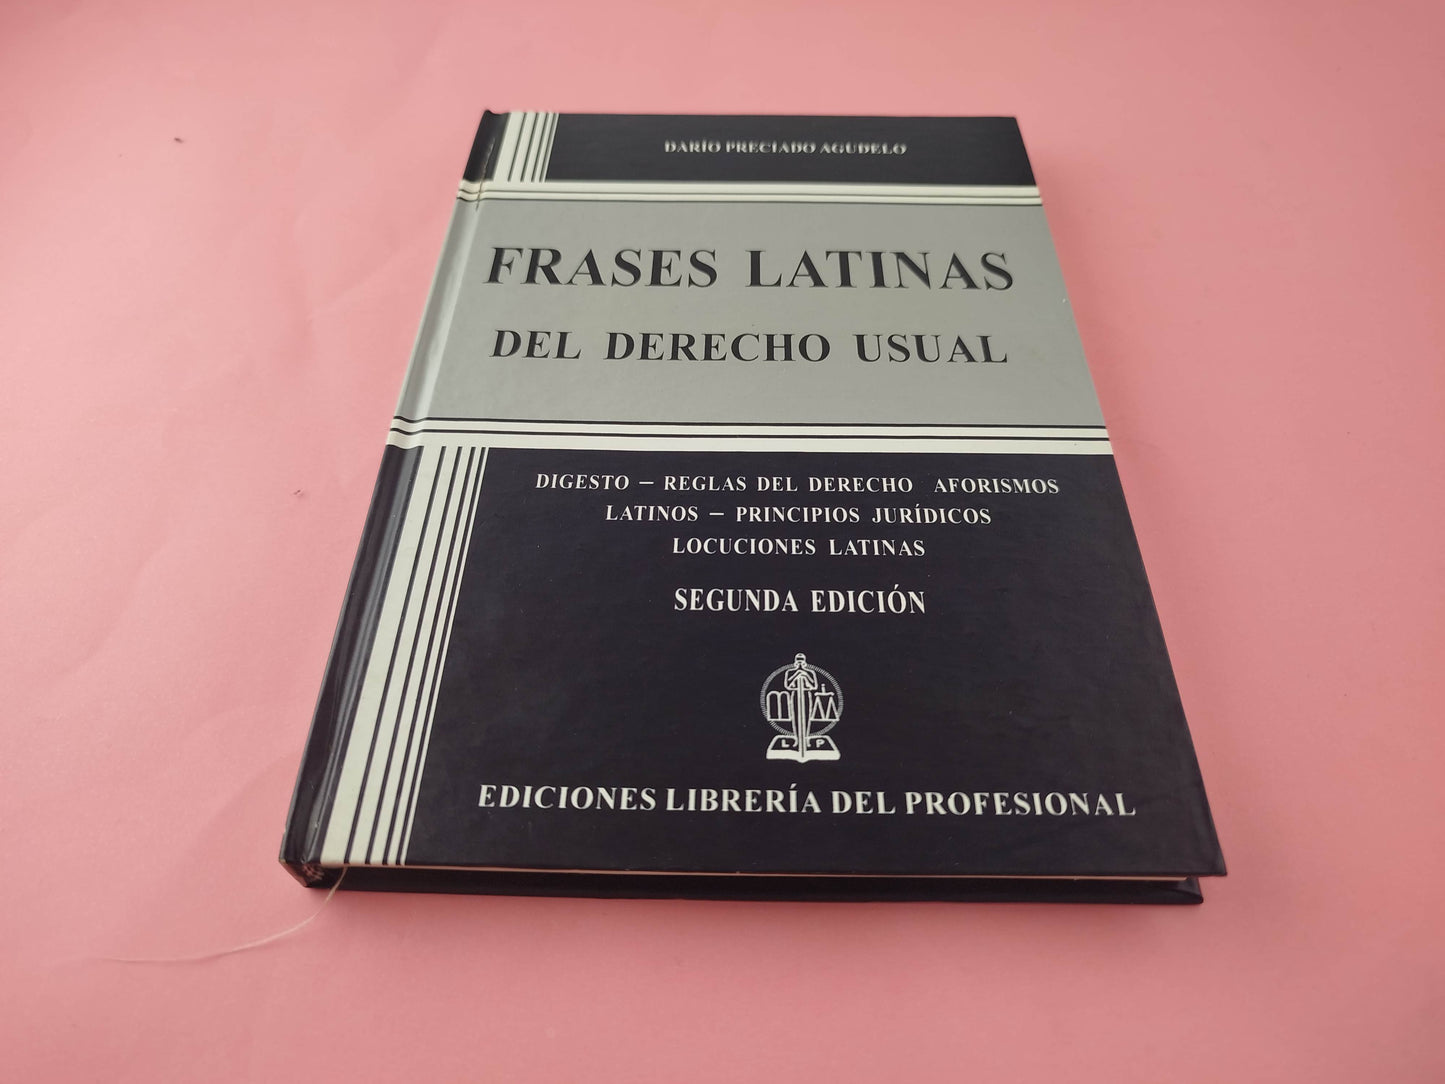 DARÍO PRECIADO AGUDELO
FRASES LATINAS
DEL DERECHO USUAL
DIGESTO – REGLAS DEL DERECHO AFORISMOS
LATINOS – PRINCIPIOS JURÍDICOS
LOCUCIONES LATINAS
SEGUNDA EDICIÓN
L P
EDICIONES LIBRERÍA DEL PROFESIONAL